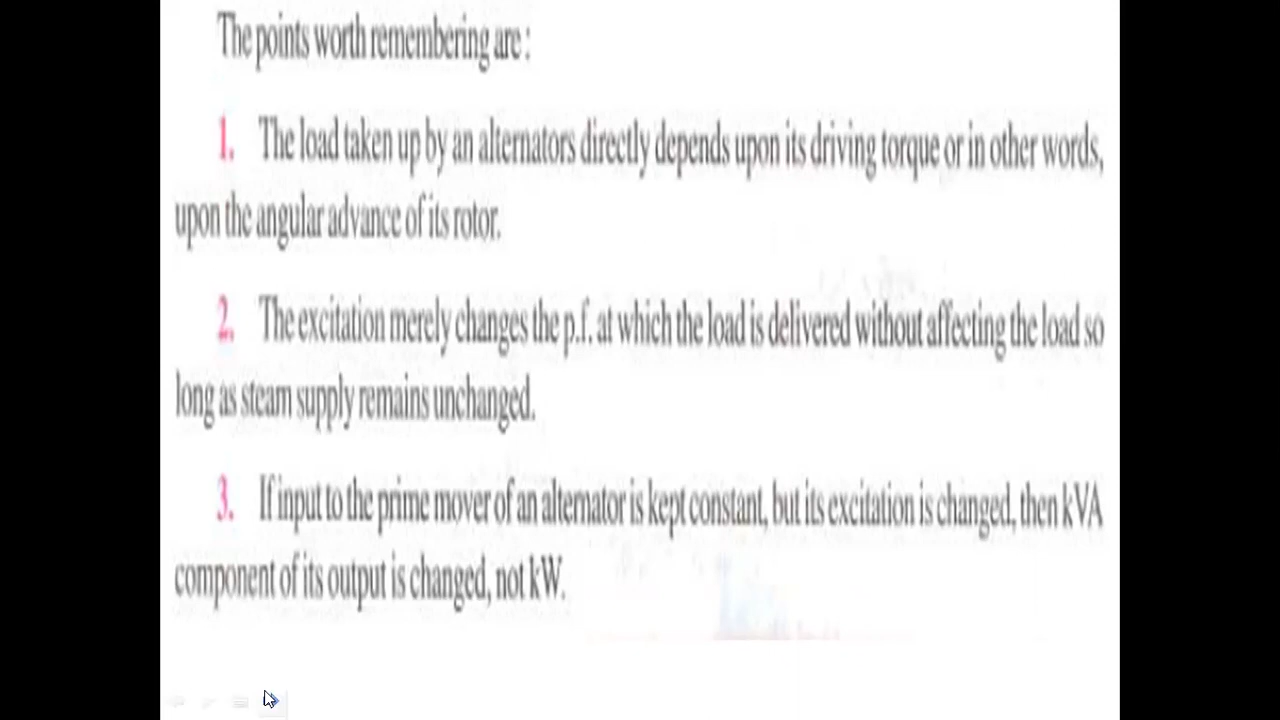 The points worth remembering are :
1. The load taken up by an alternators directly depends upon its driving torque or in other words,
upon the angular advance of its rotor.
2. The excitation merely changes the p.f. at which the load is delivered without affecting the load so
long as steam supply remains unchanged.
3. If input to the prime mover of an alternator is kept constant, but its excitation is changed, then kVA
component of its output is changed, not kW.